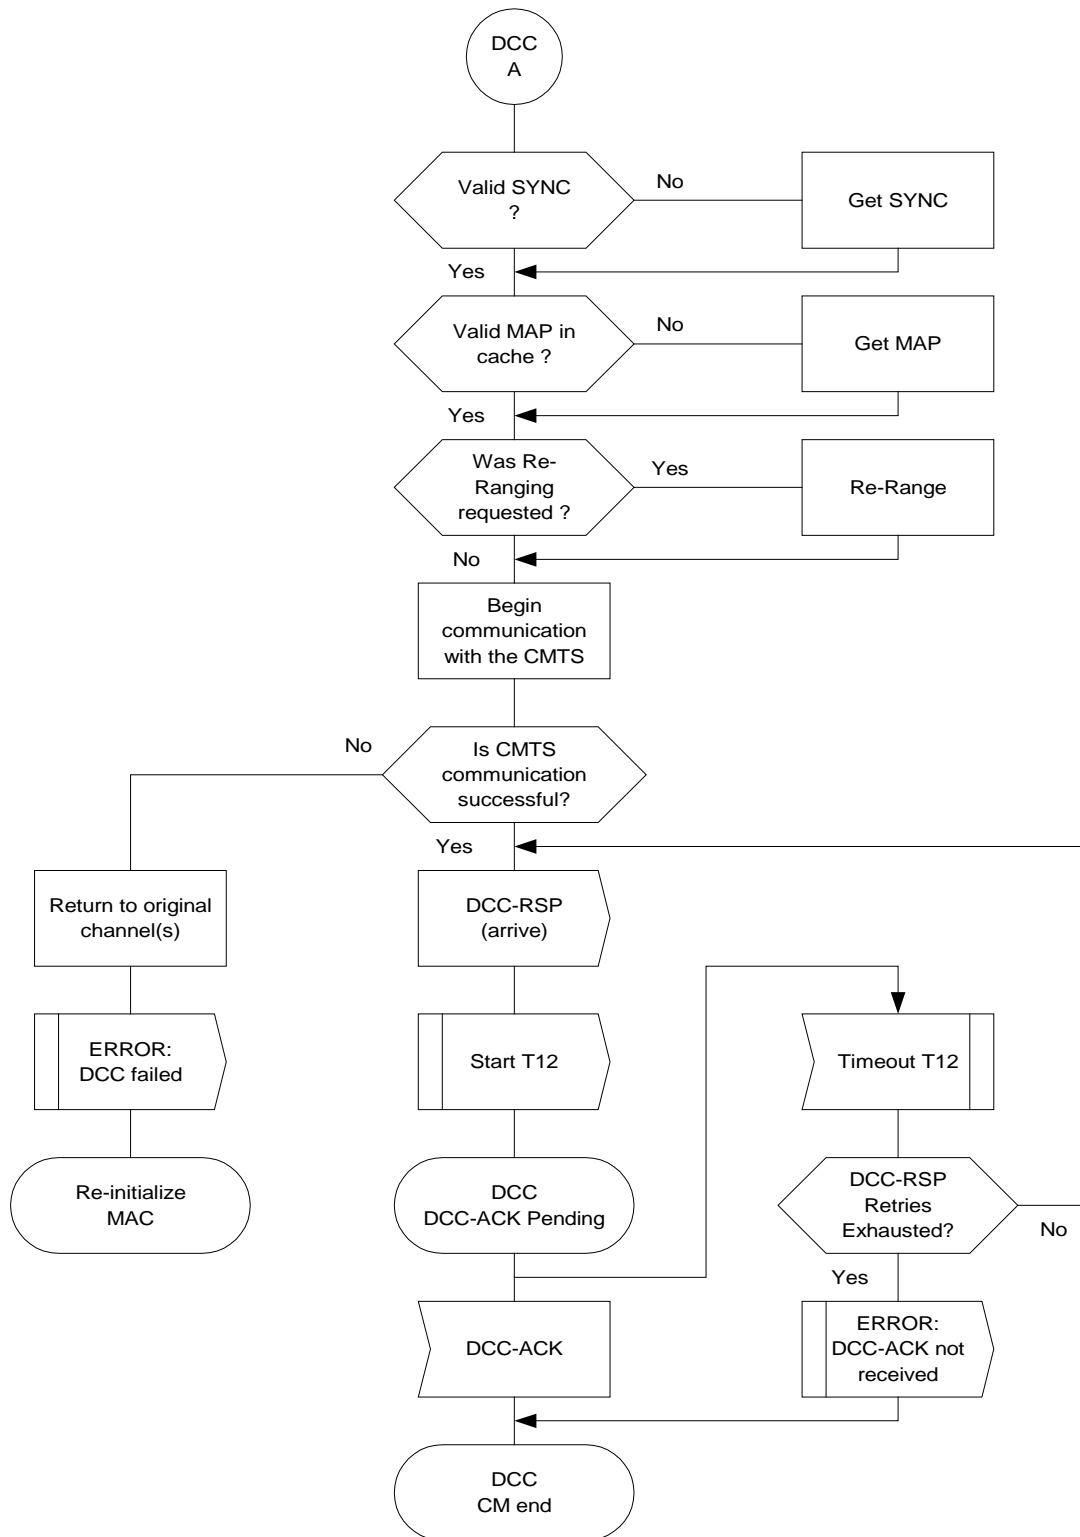 DCC
A
Valid SYNC
?
No
Get SYNC
Yes
Valid MAP in
cache ?
No
Get MAP
Yes
Was Re-
Ranging
requested ?
Yes
Re-Range
No
Begin
communication
with the CMTS
No
Is CMTS
communication
successful?
Yes
Return to original
channel(s)
DCC-RSP
(arrive)
ERROR:
DCC failed
Start T12
Timeout T12
Re-initialize
MAC
DCC
DCC-ACK Pending
DCC-RSP
Retries
Exhausted?
No
Yes
DCC-ACK
ERROR:
DCC-ACK not
received
DCC
CM end